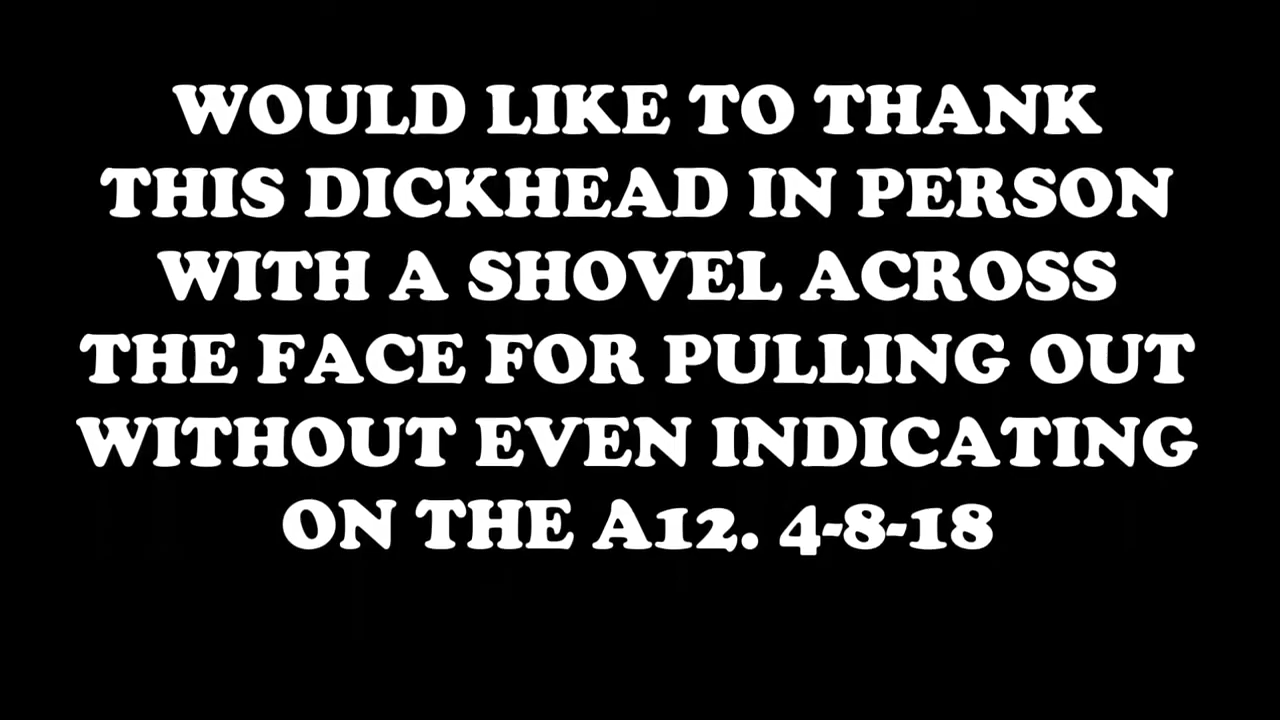 WOULD LIKE TO THANK
THIS DICKHEAD IN PERSON
WITH A SHOVEL ACROSS
THE FACE FOR PULLING OUT
WITHOUT EVEN INDICATING
ON THE A12. 4-8-18